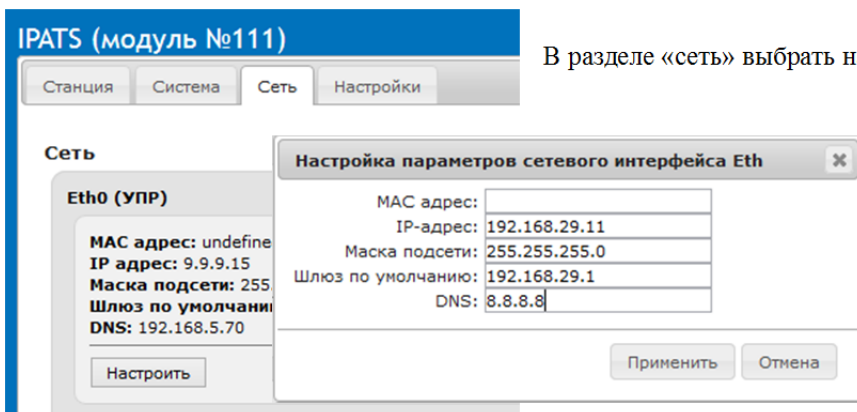 IPATS (модуль №111)
В разделе «сеть» выбрать н
Станция Система Сеть Настройки
Сеть
Eth0 (УПР)
MAC адрес: undefine
IP адрес: 9.9.9.15
Маска подсети: 255.
Шлюз по умолчани
DNS: 192.168.5.70
Настроить
Настройка параметров сетевого интерфейса Eth
MAC адрес:
IP-адрес: 192.168.29.11
Маска подсети: 255.255.255.0
Шлюз по умолчанию: 192.168.29.1
DNS: 8.8.8.8
Применить Отмена